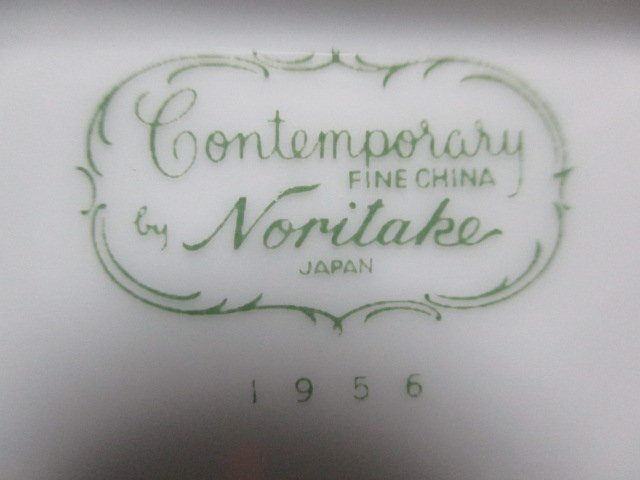 Contemporary
FINE CHINA
by Noritake
JAPAN
1956